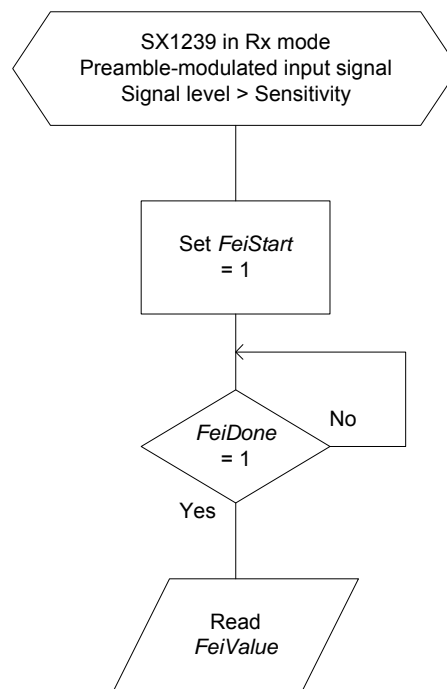 SX1239 in Rx mode
Preamble-modulated input signal
Signal level > Sensitivity
Set FeiStart
= 1
FeiDone
= 1
No
Yes
Read
FeiValue